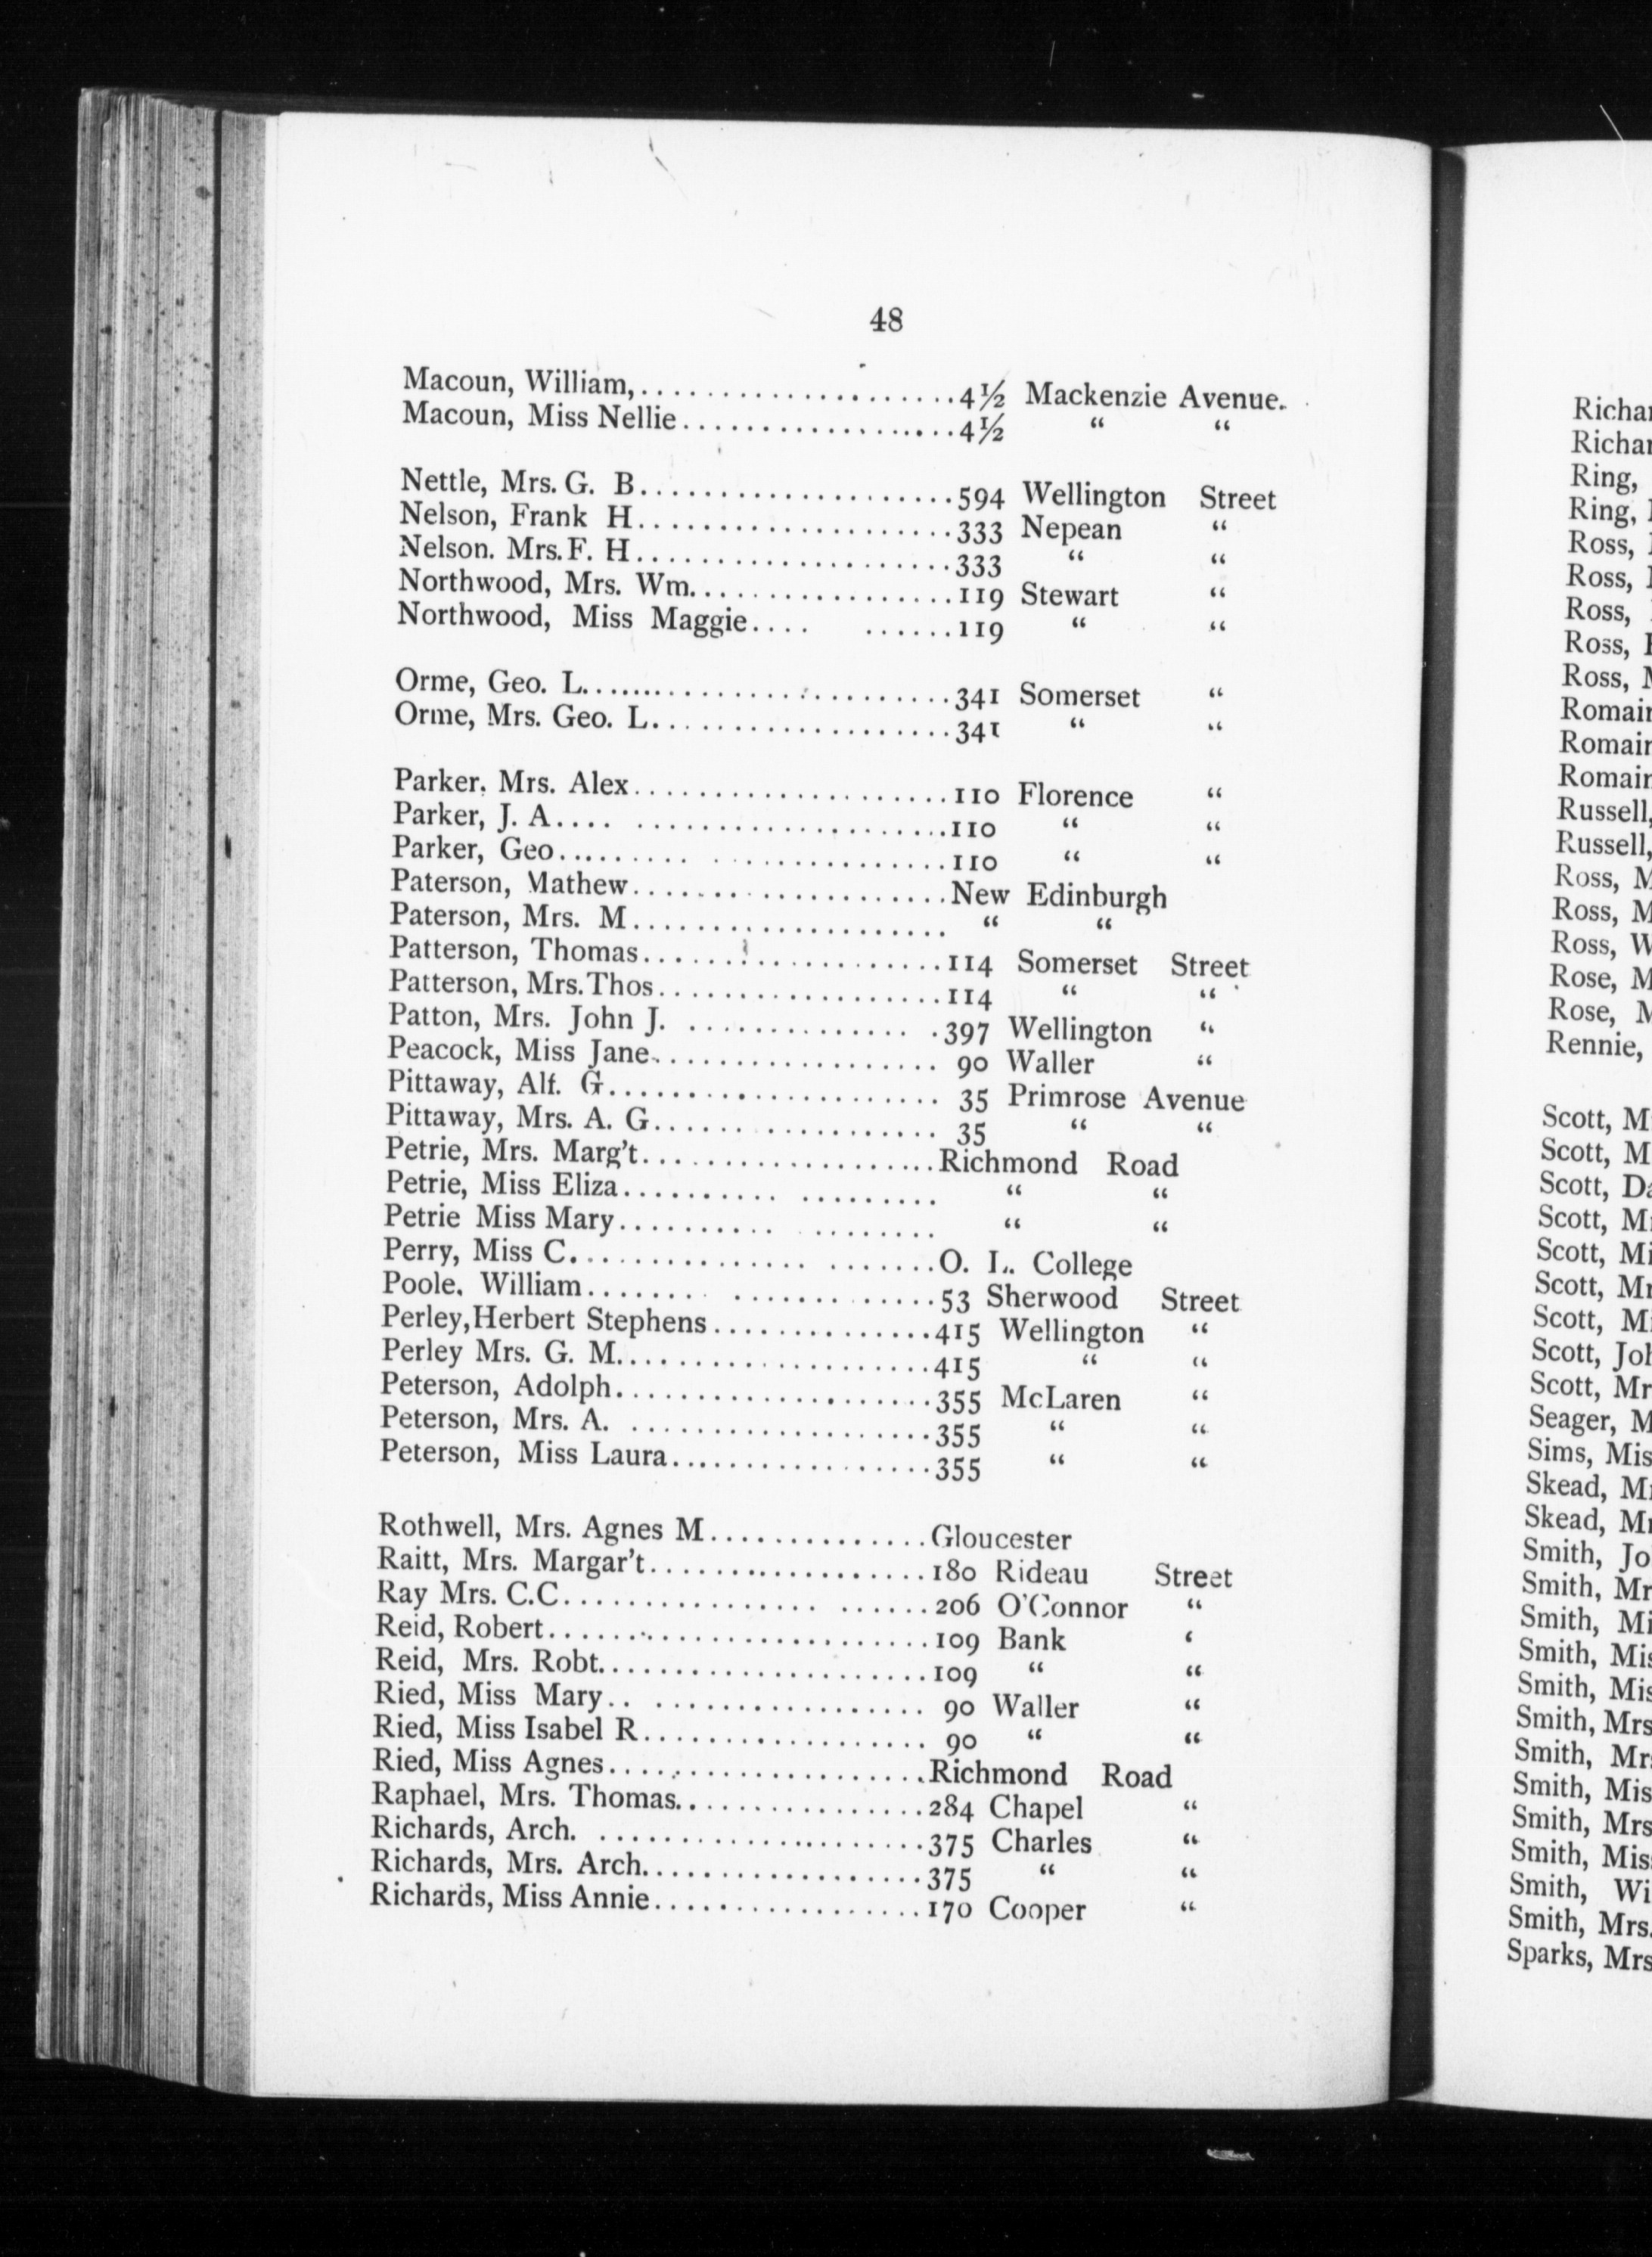 48
Macoun, William,......................4½ Mackenzie Avenue.
Macoun, Miss Nellie...................4½ “ “
Nettle, Mrs. G. B.....................594 Wellington Street
Nelson, Frank H.....................333 Nepean “
Nelson. Mrs. F. H.....................333 “ “
Northwood, Mrs. Wm..................119 Stewart “
Northwood, Miss Maggie.... ......119 “ “
Orme, Geo. L........................341 Somerset “
Orme, Mrs. Geo. L....................341 “ “
Parker, Mrs. Alex.....................110 Florence “
Parker, J. A.... ....................110 “ “
Parker, Geo......... ...............110 “ “
Paterson, Mathew.....................New Edinburgh
Paterson, Mrs. M..................... “ “
Patterson, Thomas....................114 Somerset Street
Patterson, Mrs. Thos...................114 “ “
Patton, Mrs. John J. ............... .397 Wellington “
Peacock, Miss Jane................... 90 Waller “
Pittaway, Alf. G...................... 35 Primrose Avenue
Pittaway, Mrs. A. G................... 35 “ “
Petrie, Mrs. Marg’t....................Richmond Road
Petrie, Miss Eliza........... ......... “ “
Petrie Miss Mary........... ......... “ “
Perry, Miss C................ .......O. L. College
Poole. William........ .............53 Sherwood Street
Perley, Herbert Stephens...............415 Wellington “
Perley Mrs. G. M.....................415 “ “
Peterson, Adolph.....................355 McLaren “
Peterson, Mrs. A. ....................355 “ “
Peterson, Miss Laura..................355 “ “
Rothwell, Mrs. Agnes M...............Gloucester
Raitt, Mrs. Margar’t...................180 Rideau Street
Ray Mrs. C.C................. ......206 O’Connor “
Reid, Robert.........................109 Bank ‘
Reid, Mrs. Robt......................109 “ “
Ried, Miss Mary.. .................. 90 Waller “
Ried, Miss Isabel R................... 90 “ “
Ried, Miss Agnes.....................Richmond Road
Raphael, Mrs. Thomas.................284 Chapel “
Richards, Arch. ......................375 Charles “
Richards, Mrs. Arch...................375 “ “
Richards, Miss Annie..................170 Cooper “
Ring,
Ring,
Ross,
Ross,
Ross,
Ross,
Ross,
Russell,
Russell,
Ross,
Ross,
Ross,
Rose,
Rose,
Rennie,
Scott,
Scott,
Scott,
Scott,
Scott,
Scott,
Scott,
Scott,
Scott,
Seager,
Sims,
Skead,
Skead,
Smith,
Smith,
Smith,
Smith,
Smith,
Smith, Mrs
Smith,
Smith,
Smith, Mrs
Smith,
Smith,
Smith, Mrs.
Sparks, Mrs